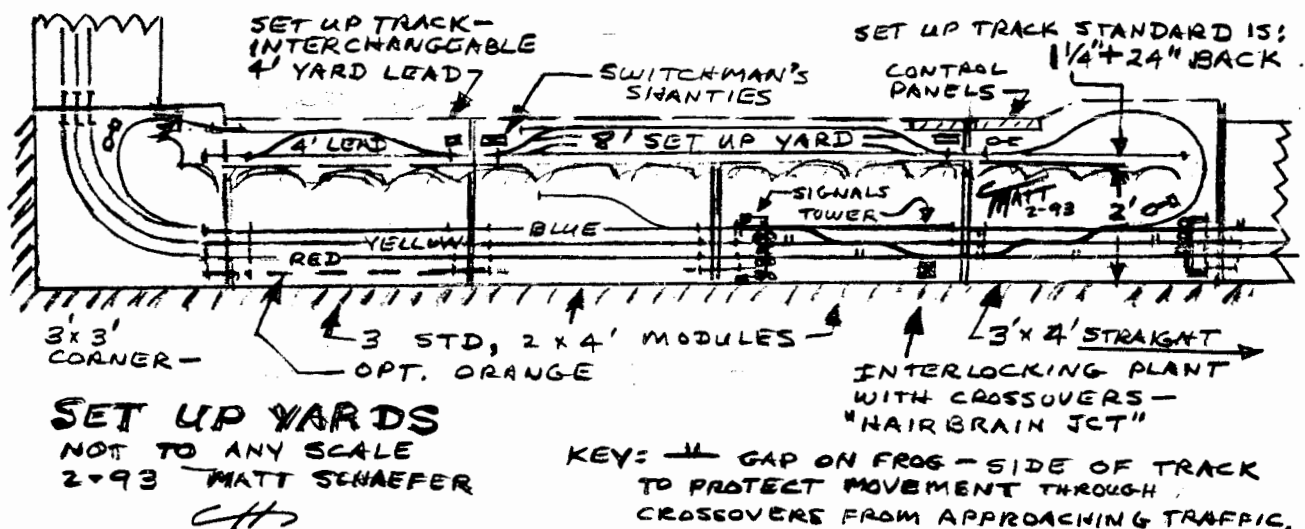 SET UP TRACK—
INTERCHANGEABLE
4' YARD LEAD
SWITCHMAN'S
SHANTIES
SET UP TRACK STANDARD IS:
1 1/4" + 24" BACK
CONTROL
PANELS
4' LEAD
8' SET UP YARD
SIGNALS
TOWER
MATT
2-93
2'
BLUE
YELLOW
RED
3' x 3'
CORNER—
3 STD, 2 x 4' MODULES
OPT. ORANGE
3' x 4' STRAIGHT
INTERLOCKING PLANT
WITH CROSSOVERS—
"HAIRBRAIN JCT"
SET UP YARDS
NOT TO ANY SCALE
2-93 MATT SCHAEFER
KEY: GAP ON FROG - SIDE OF TRACK
TO PROTECT MOVEMENT THROUGH
CROSSOVERS FROM APPROACHING TRAFFIC.